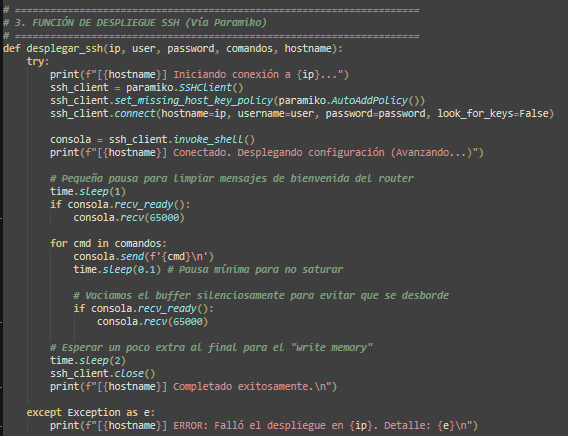 # ====================================================================
# 3. FUNCIÓN DE DESPLIEGUE SSH (Vía Paramiko)
# ====================================================================
def desplegar_ssh(ip, user, password, comandos, hostname):
    try:
        print(f"[{hostname}] Iniciando conexión a {ip}...")
        ssh_client = paramiko.SSHClient()
        ssh_client.set_missing_host_key_policy(paramiko.AutoAddPolicy())
        ssh_client.connect(hostname=ip, username=user, password=password, look_for_keys=False)

        consola = ssh_client.invoke_shell()
        print(f"[{hostname}] Conectado. Desplegando configuración (Avanzando...)")

        # Pequeña pausa para limpiar mensajes de bienvenida del router
        time.sleep(1)
        if consola.recv_ready():
            consola.recv(65000)

        for cmd in comandos:
            consola.send(f'{cmd}\n')
            time.sleep(0.1) # Pausa mínima para no saturar

            # Vaciamos el buffer silenciosamente para evitar que se desborde
            if consola.recv_ready():
                consola.recv(65000)

        # Esperar un poco extra al final para el "write memory"
        time.sleep(2)
        ssh_client.close()
        print(f"[{hostname}] Completado exitosamente.\n")

    except Exception as e:
        print(f"[{hostname}] ERROR: Falló el despliegue en {ip}. Detalle: {e}\n")